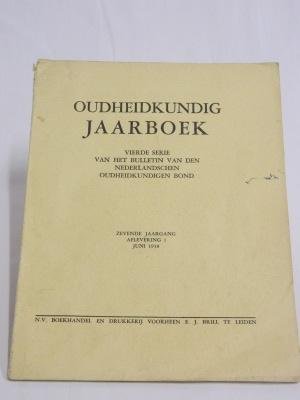 OUDHEIDKUNDIG
JAARBOEK
VIERDE SERIE
VAN HET BULLETIN VAN DEN
NEDERLANDSCHEN
OUDHEIDKUNDIGEN BOND
ZEVENDE JAARGANG
AFLEVERING 1
JUNI 1938
N.V. BOEKHANDEL EN DRUKKERIJ VOORHEEN E. J. BRILL TE LEIDEN